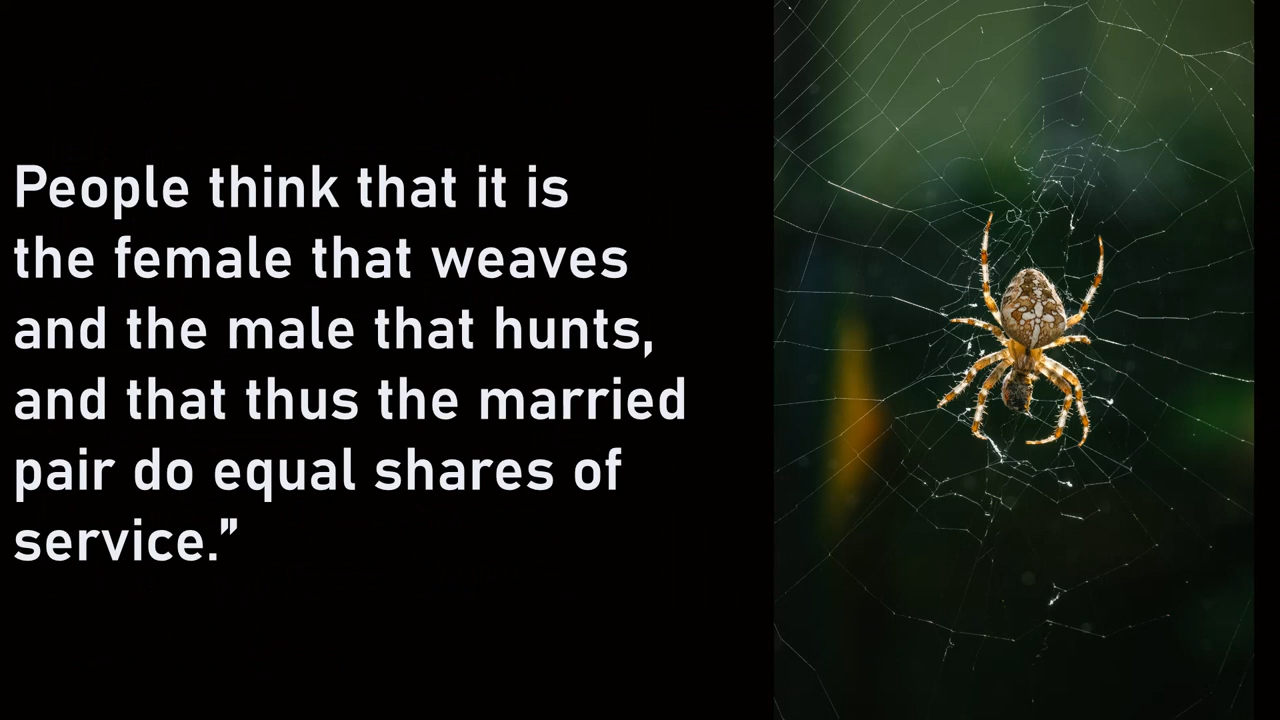 People think that it is
the female that weaves
and the male that hunts,
and that thus the married
pair do equal shares of
service.”